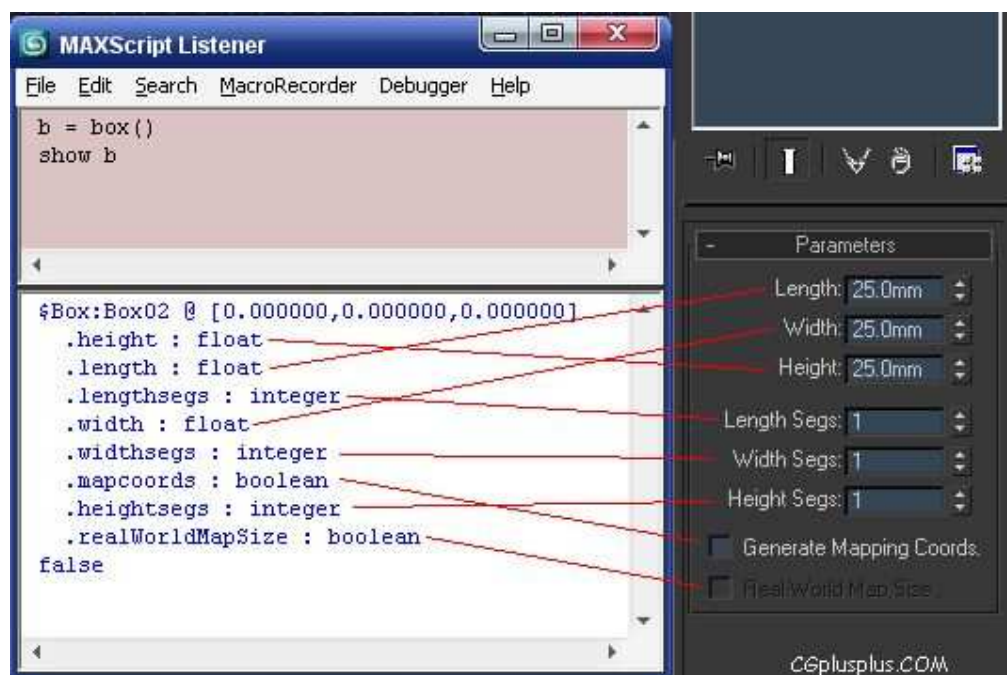 MAXScript Listener
File Edit Search MacroRecorder Debugger Help
b = box()
show b
$Box:Box02 @ [0.000000,0.000000,0.000000]
.height : float
.length : float
.lengthsegs : integer
.width : float
.widthsegs : integer
.mapcoords : boolean
.heightsegs : integer
.realWorldMapSize : boolean
false
- Parameters
Length: 25.0mm
Width: 25.0mm
Height: 25.0mm
Length Segs: 1
Width Segs: 1
Height Segs: 1
Generate Mapping Coords.
Real-World Map Size
CGplusplus.COM